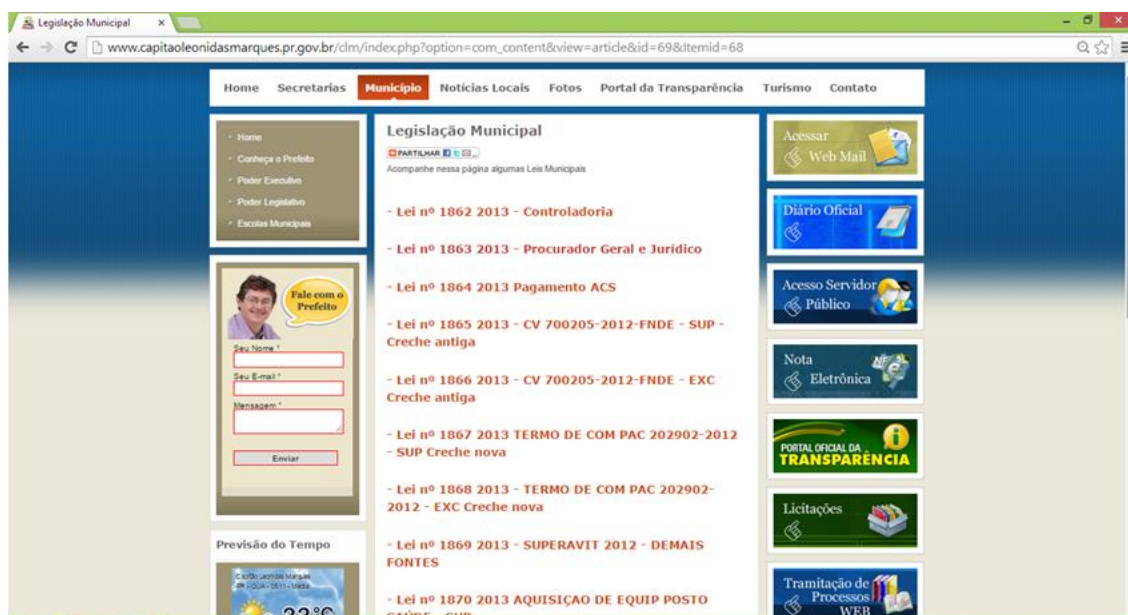 Legislação Municipal
www.capitaoleonidasmarques.pr.gov.br/clm/index.php?option=com_content&view=article&id=69&Itemid=68
Home Secretarias Município Notícias Locais Fotos Portal da Transparência Turismo Contato
Home
Conheça o Prefeito
Poder Executivo
Poder Legislativo
Escolas Municipais
Fale com o
Prefeito
Seu Nome *
Seu E-mail *
Mensagem *
Enviar
Previsão do Tempo
Legislação Municipal
PARTILHAR
Acompanhe nessa página algumas Leis Municipais
- Lei nº 1862 2013 - Controladoria
- Lei nº 1863 2013 - Procurador Geral e Jurídico
- Lei nº 1864 2013 Pagamento ACS
- Lei nº 1865 2013 - CV 700205-2012-FNDE - SUP -
Creche antiga
- Lei nº 1866 2013 - CV 700205-2012-FNDE - EXC
Creche antiga
- Lei nº 1867 2013 TERMO DE COM PAC 202902-2012
- SUP Creche nova
- Lei nº 1868 2013 - TERMO DE COM PAC 202902-
2012 - EXC Creche nova
- Lei nº 1869 2013 - SUPERAVIT 2012 - DEMAIS
FONTES
- Lei nº 1870 2013 AQUISIÇAO DE EQUIP POSTO
Acessar
Web Mail
Diário Oficial
Acesso Servidor
Público
Nota
Eletrônica
NF-e
PORTAL OFICIAL DA
TRANSPARÊNCIA
Licitações
Tramitação de
Processos
WEB